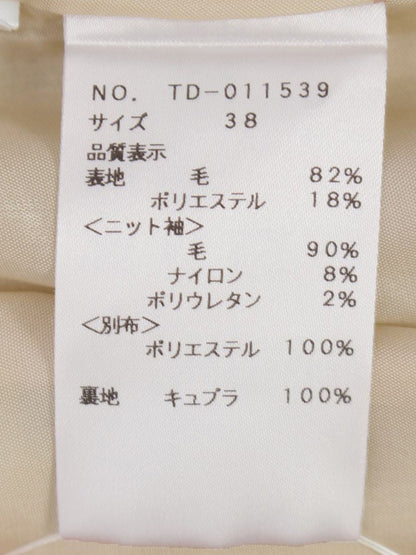 NO. TD-011539
サイズ 38
品質表示
表地 毛 82%
ポリエステル 18%
<ニット袖>
毛 90%
ナイロン 8%
ポリウレタン 2%
<別布>
ポリエステル 100%
裏地 キュプラ 100%